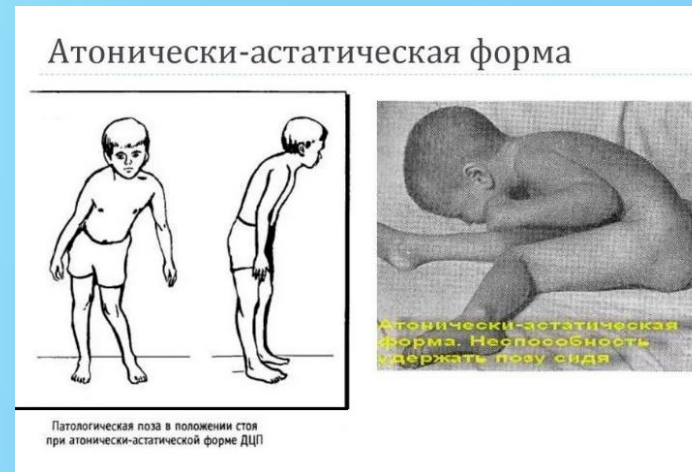 Атонически-астатическая форма
Атонически-астатическая
форма. Неспособность
удержать позу сидя
Патологическая поза в положении стоя
при атонически-астатической форме ДЦП